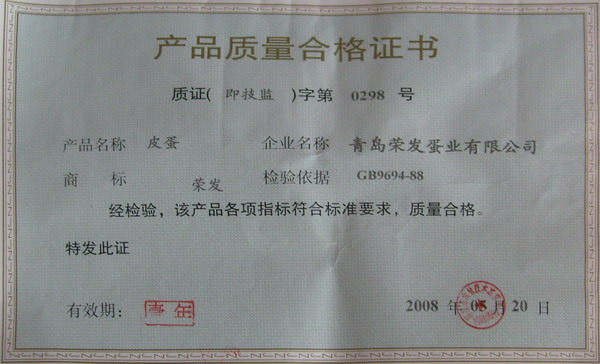 产品质量合格证书
质证( 即技监 )字第 0298 号
产品名称 皮蛋 企业名称 青岛荣发蛋业有限公司
商标 荣发 检验依据 GB9694-88
经检验，该产品各项指标符合标准要求，质量合格。
特发此证
有效期： 壹年 2008 年 05 月 20 日